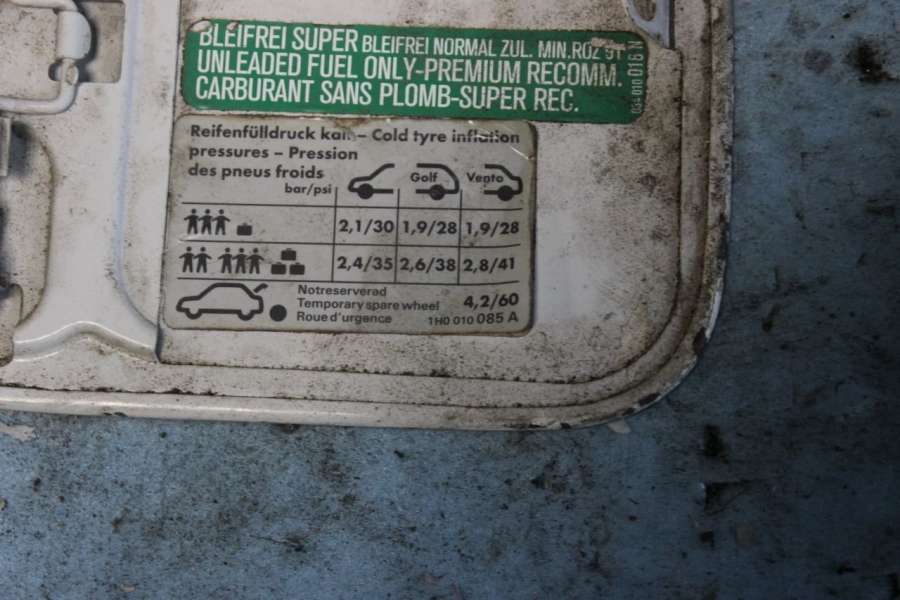 BLEIFREI SUPER BLEIFREI NORMAL ZUL. MIN.ROZ 91
UNLEADED FUEL ONLY-PREMIUM RECOMM.
CARBURANT SANS PLOMB-SUPER REC.
034 010 016 N
Reifenfülldruck kalt – Cold tyre inflation
pressures – Pression
des pneus froids
bar/psi
Golf Vento
2,1/30 1,9/28 1,9/28
2,4/35 2,6/38 2,8/41
Notreserverad
Temporary spare wheel 4,2/60
Roue d'urgence 1H0 010 085 A